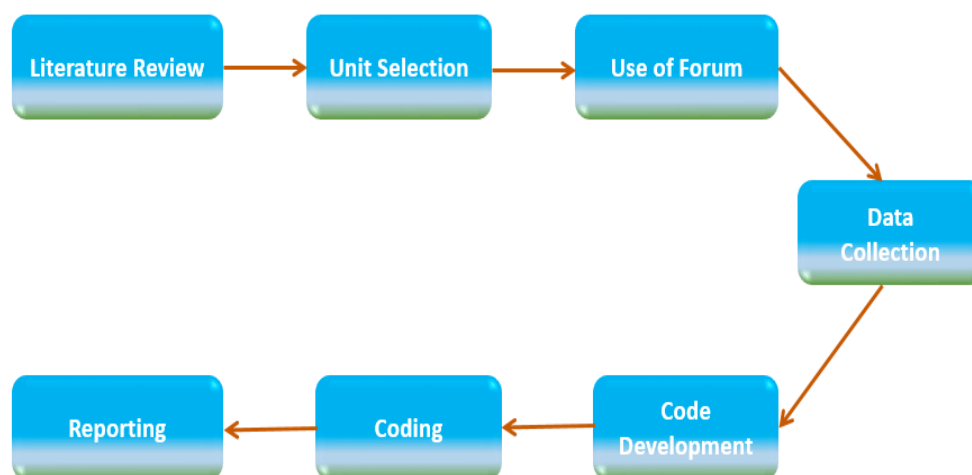 Literature Review
Unit Selection
Use of Forum
Data
Collection
Code
Development
Coding
Reporting